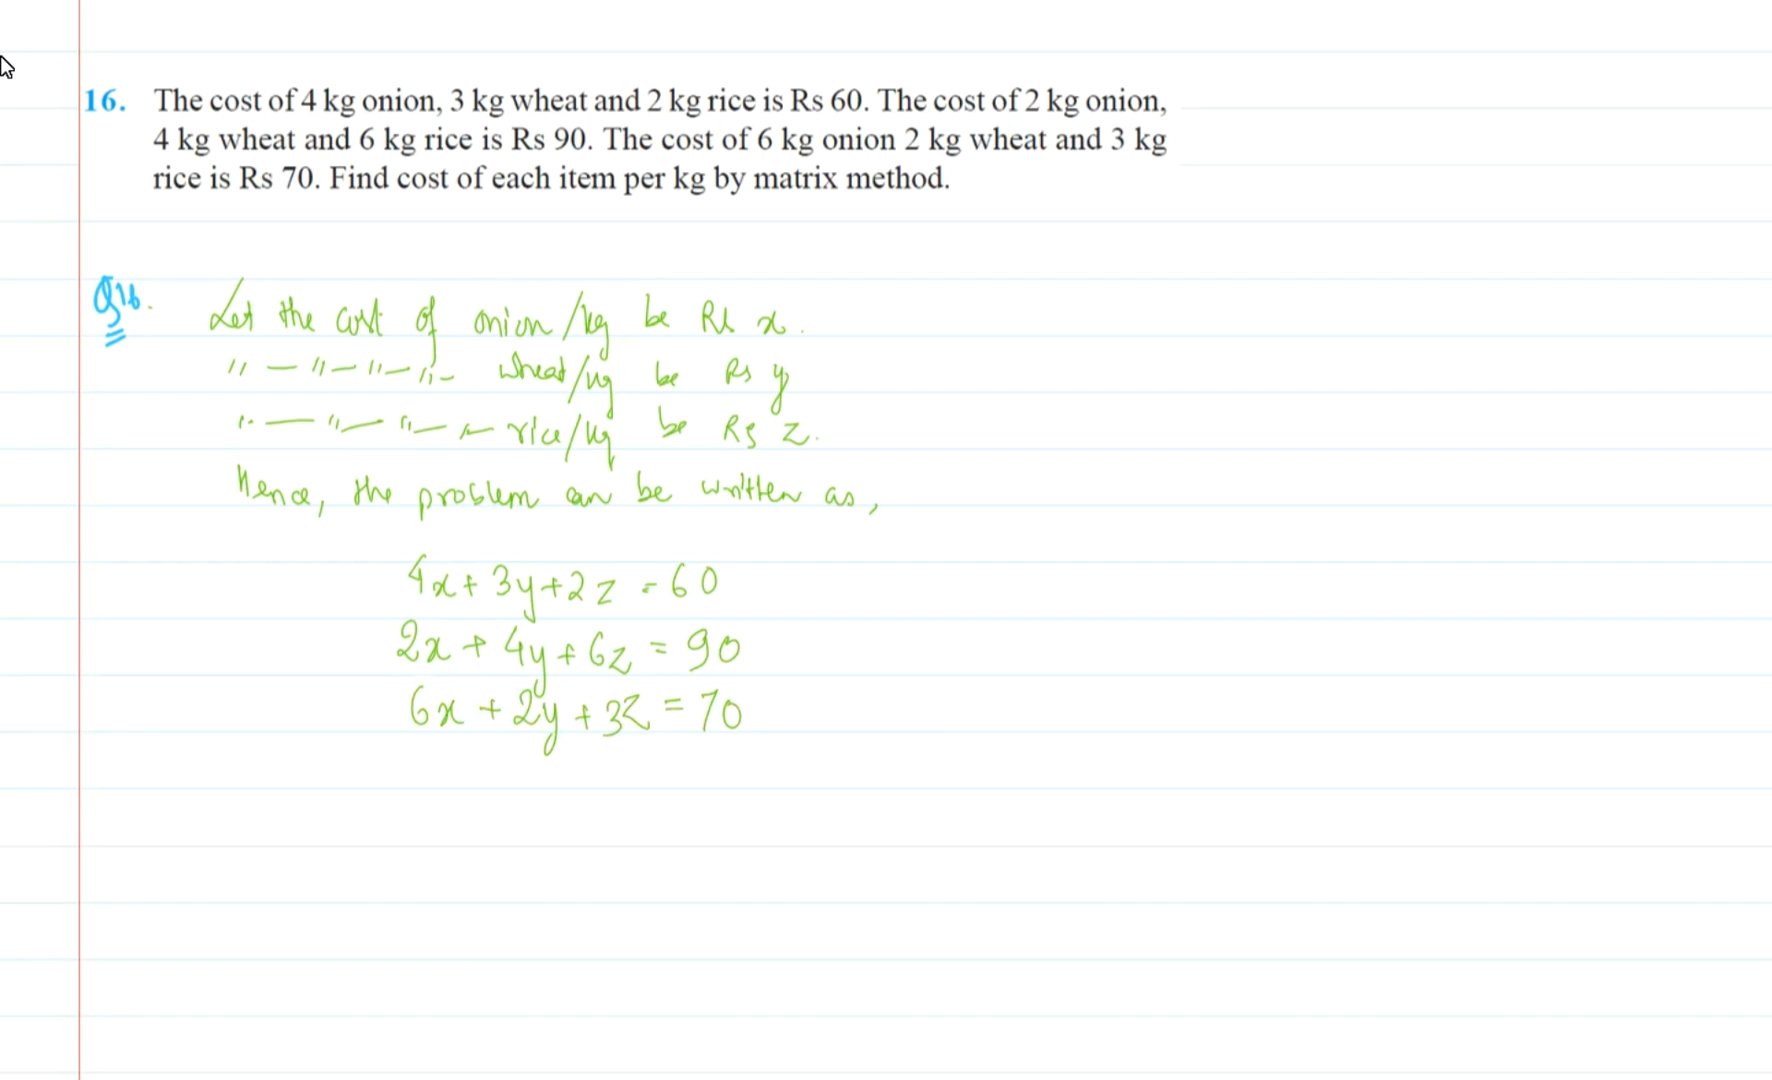 16. The cost of 4 kg onion, 3 kg wheat and 2 kg rice is Rs 60. The cost of 2 kg onion,
4 kg wheat and 6 kg rice is Rs 90. The cost of 6 kg onion 2 kg wheat and 3 kg
rice is Rs 70. Find cost of each item per kg by matrix method.
Q16. Let the cost of onion/kg be Rs x.
" — " — " — " — wheat/kg be Rs y
" — " — " — " — rice/kg be Rs z.
Hence, the problem can be written as,
4x + 3y + 2z = 60
2x + 4y + 6z = 90
6x + 2y + 3z = 70